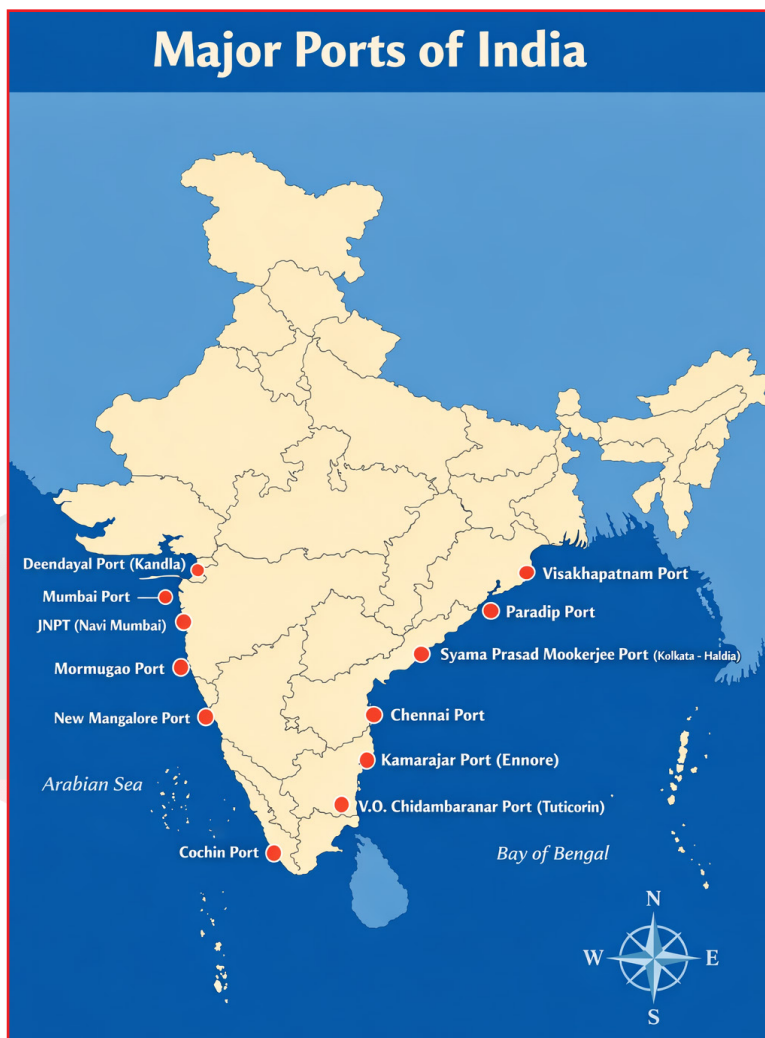 Major Ports of India
Deendayal Port (Kandla)
Mumbai Port
JNPT (Navi Mumbai)
Mormugao Port
New Mangalore Port
Arabian Sea
Cochin Port
Visakhapatnam Port
Paradip Port
Syama Prasad Mookerjee Port (Kolkata - Haldia)
Chennai Port
Kamarajar Port (Ennore)
V.O. Chidambaranar Port (Tuticorin)
Bay of Bengal
N
W E
S